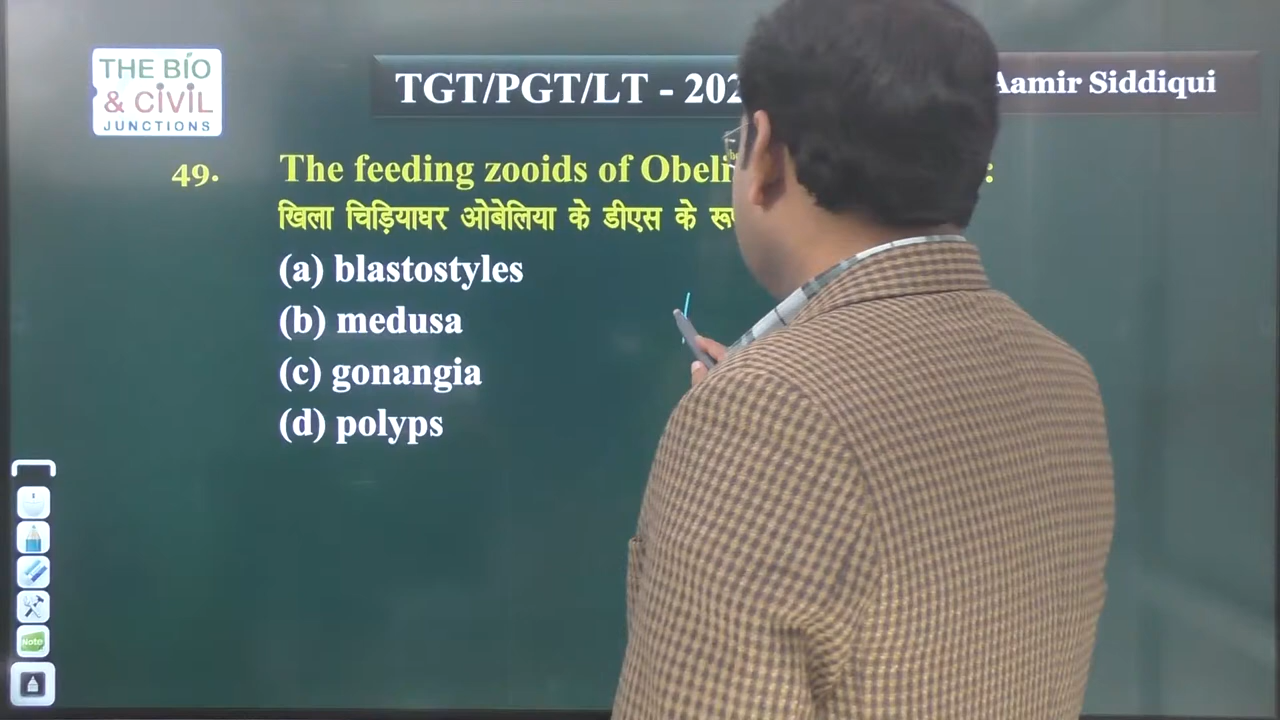 THE BIO
& CIVIL
JUNCTIONS
TGT/PGT/LT - 202
Aamir Siddiqui
49.
The feeding zooids of Obeli :
खिला चिड़ियाघर ओबेलिया के डीएस के
(a) blastostyles
(b) medusa
(c) gonangia
(d) polyps
Note